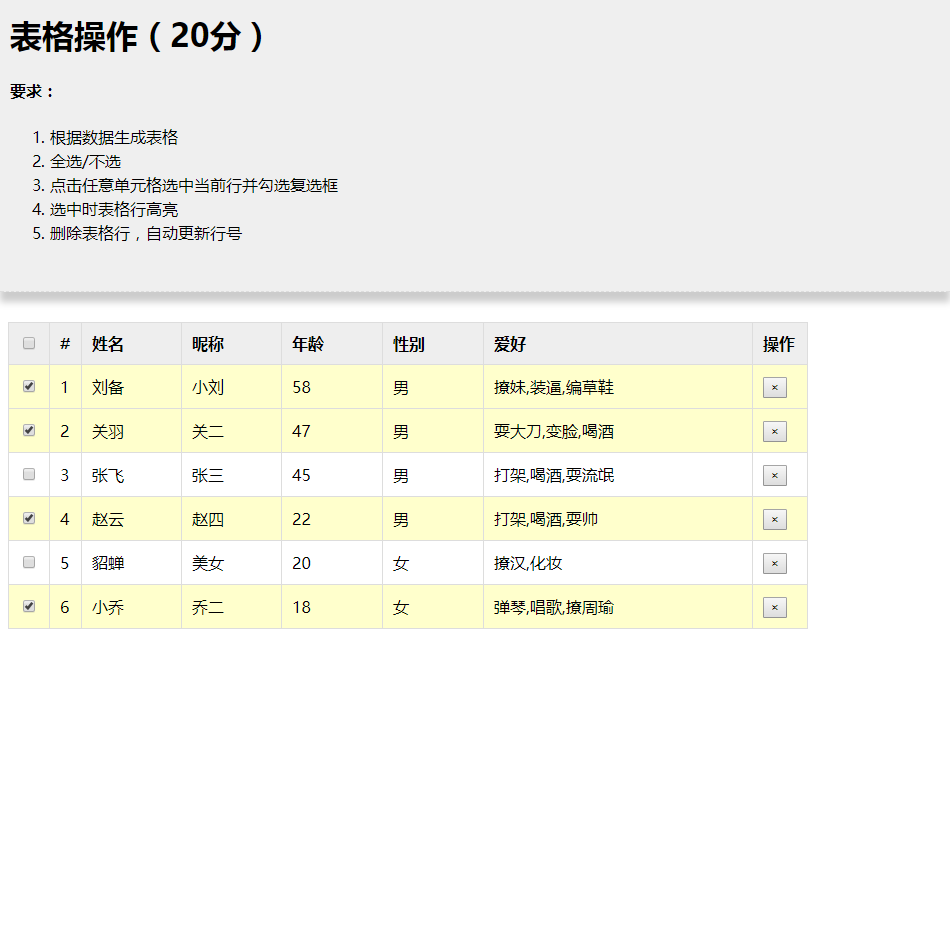 表格操作（20分）
要求：
1. 根据数据生成表格
2. 全选/不选
3. 点击任意单元格选中当前行并勾选复选框
4. 选中时表格行高亮
5. 删除表格行，自动更新行号
# 姓名 昵称 年龄 性别 爱好 操作
1 刘备 小刘 58 男 撩妹,装逼,编草鞋 ×
2 关羽 关二 47 男 耍大刀,变脸,喝酒 ×
3 张飞 张三 45 男 打架,喝酒,耍流氓 ×
4 赵云 赵四 22 男 打架,喝酒,耍帅 ×
5 貂蝉 美女 20 女 撩汉,化妆 ×
6 小乔 乔二 18 女 弹琴,唱歌,撩周瑜 ×